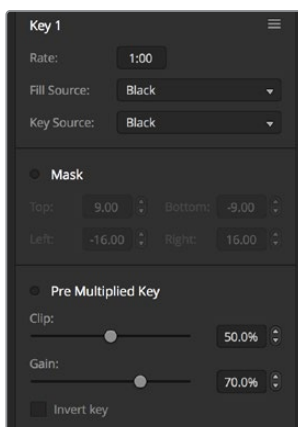 Key 1
Rate: 1:00
Fill Source: Black
Key Source: Black
Mask
Top: 9.00 Bottom: -9.00
Left: -16.00 Right: 16.00
Pre Multiplied Key
Clip:
50.0%
Gain:
70.0%
Invert key